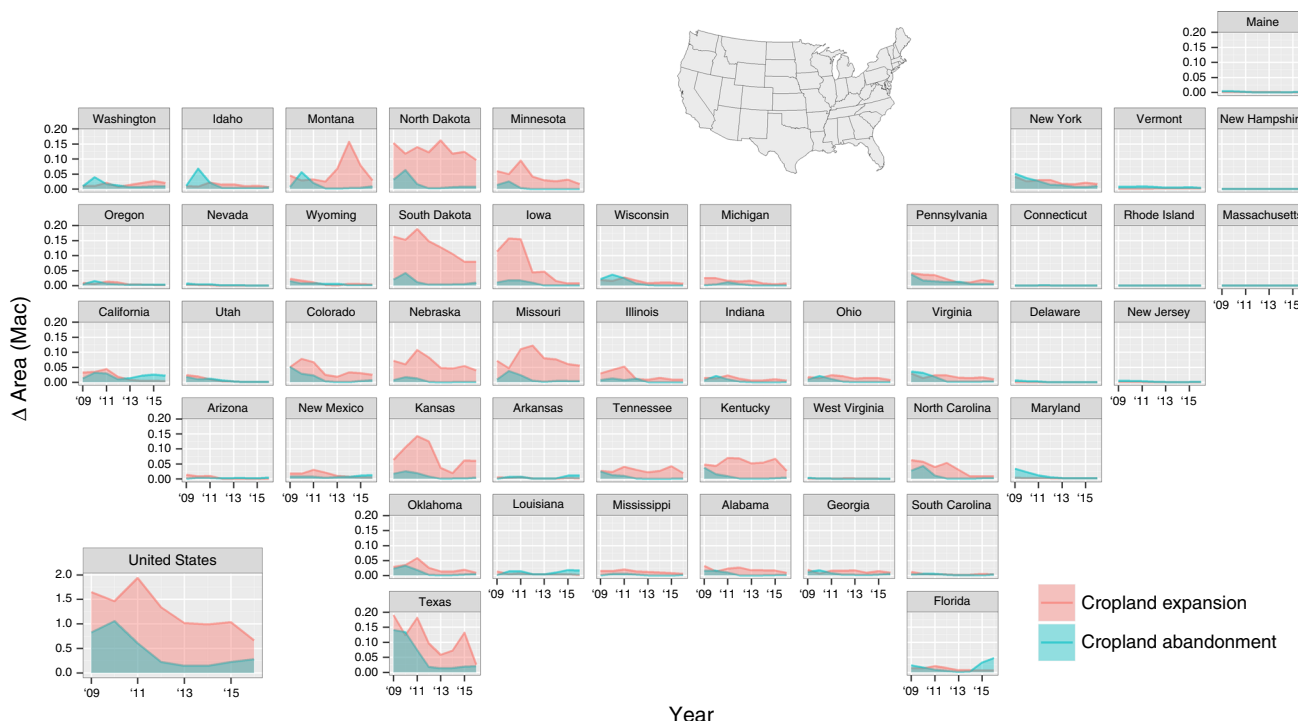 Maine
0.20
0.15
0.10
0.05
0.00
Washington Idaho Montana North Dakota Minnesota New York Vermont New Hampshir
0.20
0.15
0.10
0.05
0.00
Oregon Nevada Wyoming South Dakota Iowa Wisconsin Michigan Pennsylvania Connecticut Rhode Island Massachusetts
0.20
0.15
0.10
0.05
0.00
'09 '11 '13 '15
California Utah Colorado Nebraska Missouri Illinois Indiana Ohio Virginia Delaware New Jersey
0.20
0.15
0.10
0.05
0.00
'09 '11 '13 '15 '09 '11 '13 '15
Δ Area (Mac)
Arizona New Mexico Kansas Arkansas Tennessee Kentucky West Virginia North Carolina Maryland
0.20
0.15
0.10
0.05
0.00
'09 '11 '13 '15 '09 '11 '13 '15 '09 '11 '13 '15
Oklahoma Louisiana Mississippi Alabama Georgia South Carolina
0.20
0.15
0.10
0.05
0.00
'09 '11 '13 '15 '09 '11 '13 '15 '09 '11 '13 '15 '09 '11 '13 '15 '09 '11 '13 '15
United States
2.0
1.5
1.0
0.5
0.0
'09 '11 '13 '15
Texas Florida
0.20
0.15
0.10
0.05
0.00
'09 '11 '13 '15 '09 '11 '13 '15
Cropland expansion
Cropland abandonment
Year